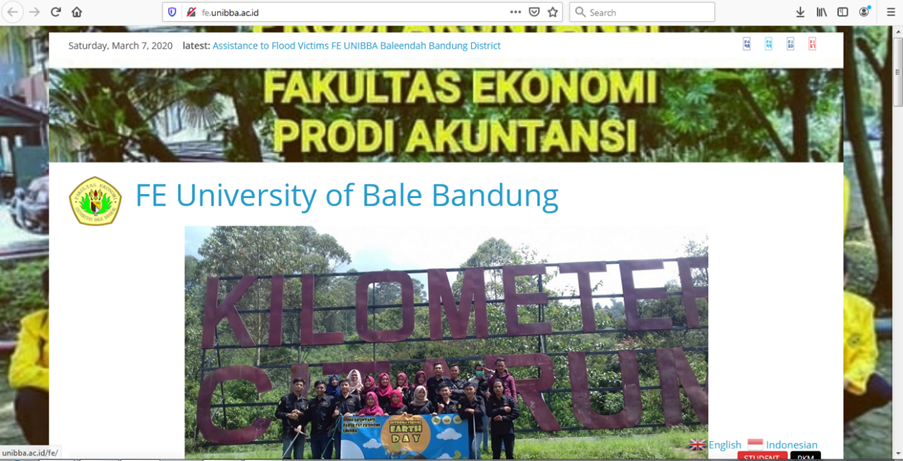 fe.unibba.ac.id
Search
Saturday, March 7, 2020 latest: Assistance to Flood Victims FE UNIBBA Baleendah Bandung District
FAKULTAS EKONOMI
PRODI AKUNTANSI
FE University of Bale Bandung
KILOMETER
CITARUM
EARTH
DAY
English Indonesian
unibba.ac.id/fe/
STUDENT PKM